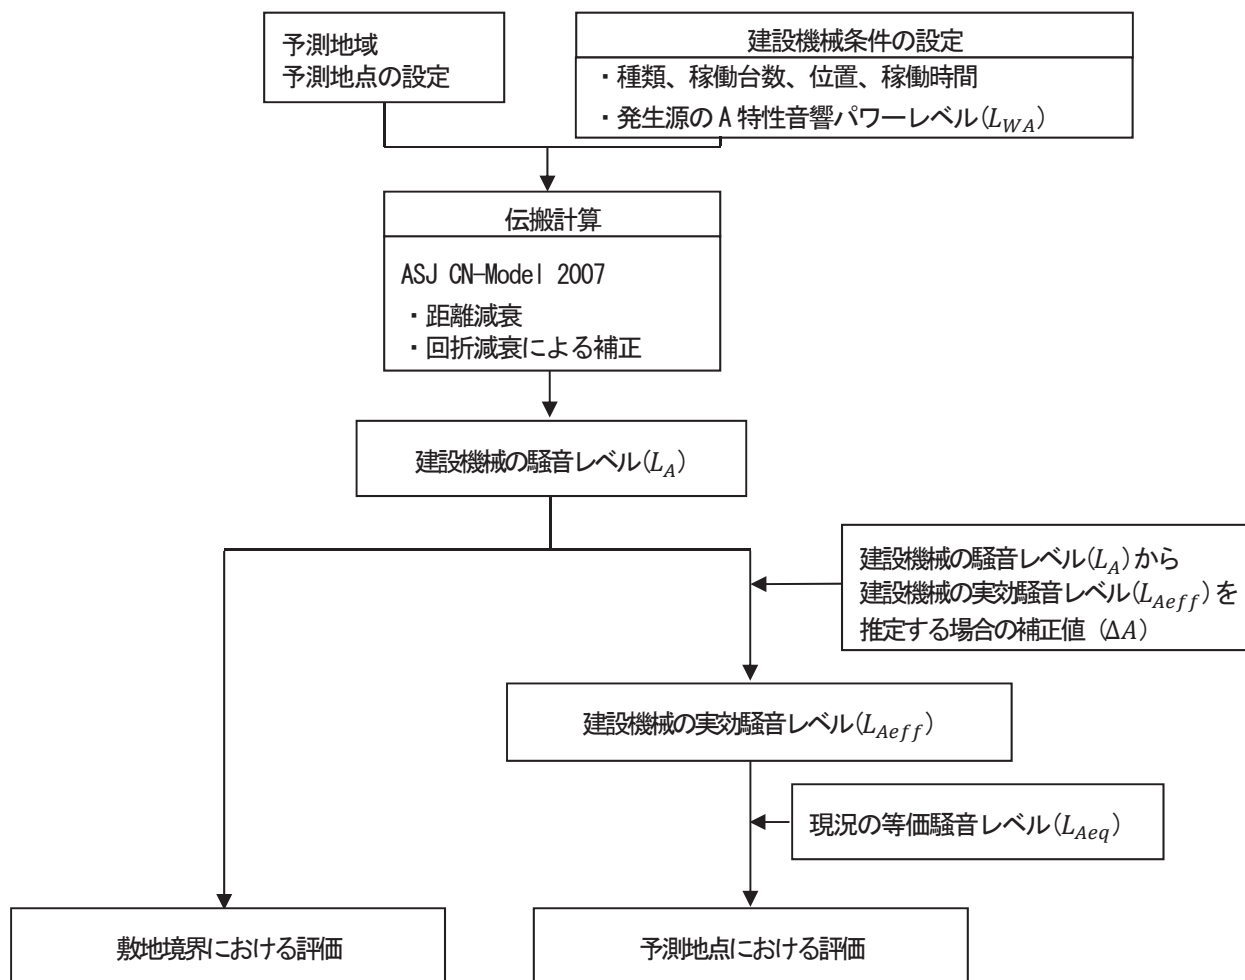 予測地域
予測地点の設定
建設機械条件の設定
・種類、稼働台数、位置、稼働時間
・発生源の A 特性音響パワーレベル(L_{WA})
伝搬計算
ASJ CN-Model 2007
・距離減衰
・回折減衰による補正
建設機械の騒音レベル(L_A)
建設機械の騒音レベル(L_A)から
建設機械の実効騒音レベル(L_{Aeff})を
推定する場合の補正値 (ΔA)
建設機械の実効騒音レベル(L_{Aeff})
現況の等価騒音レベル(L_{Aeq})
敷地境界における評価
予測地点における評価